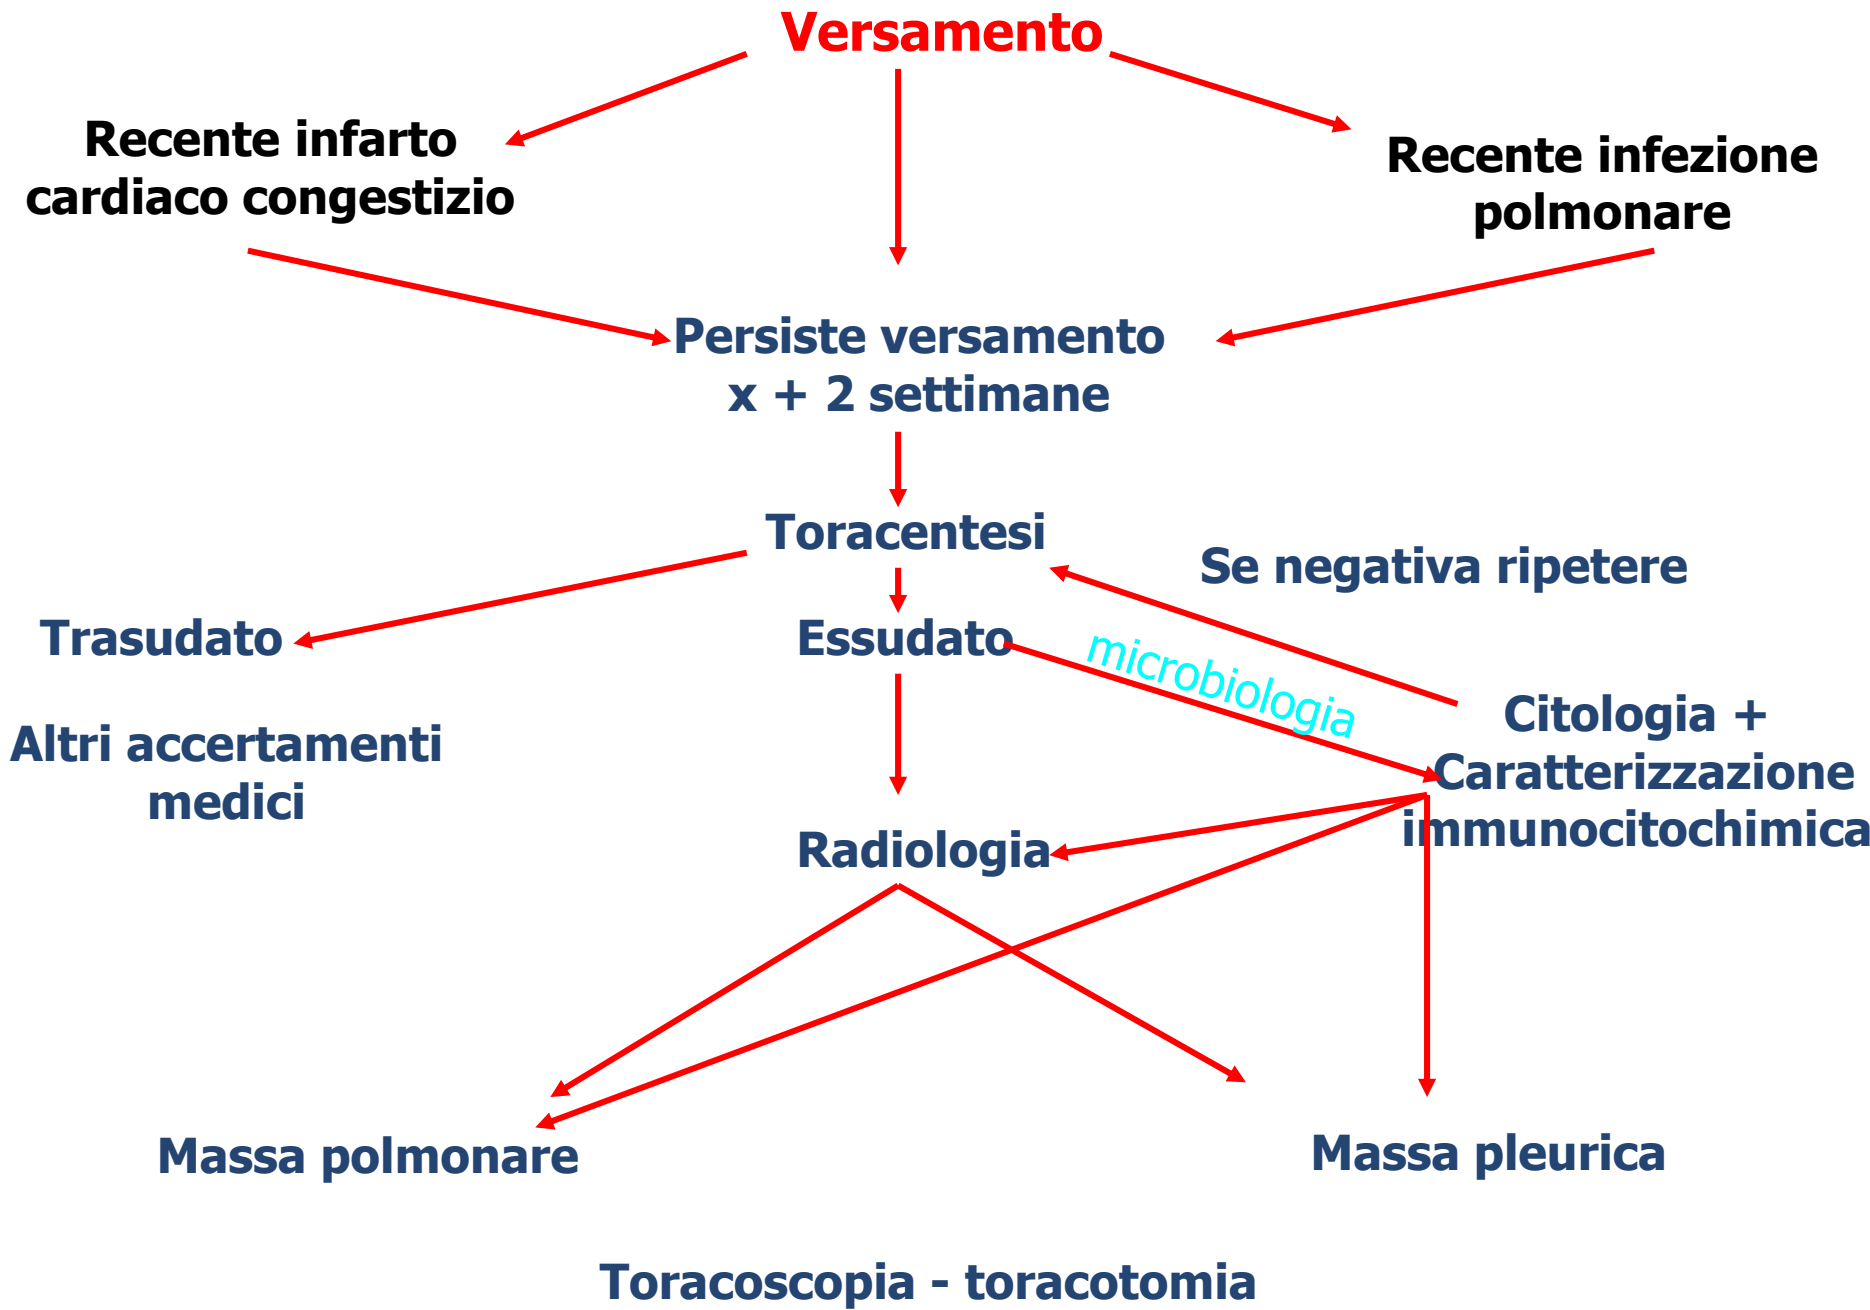 Versamento
Recente infarto
cardiaco congestizio
Recente infezione
polmonare
Persiste versamento
x + 2 settimane
Toracentesi
Se negativa ripetere
Trasudato
Essudato
microbiologia
Altri accertamenti
medici
Citologia +
Caratterizzazione
immunocitochimica
Radiologia
Massa polmonare
Massa pleurica
Toracoscopia - toracotomia